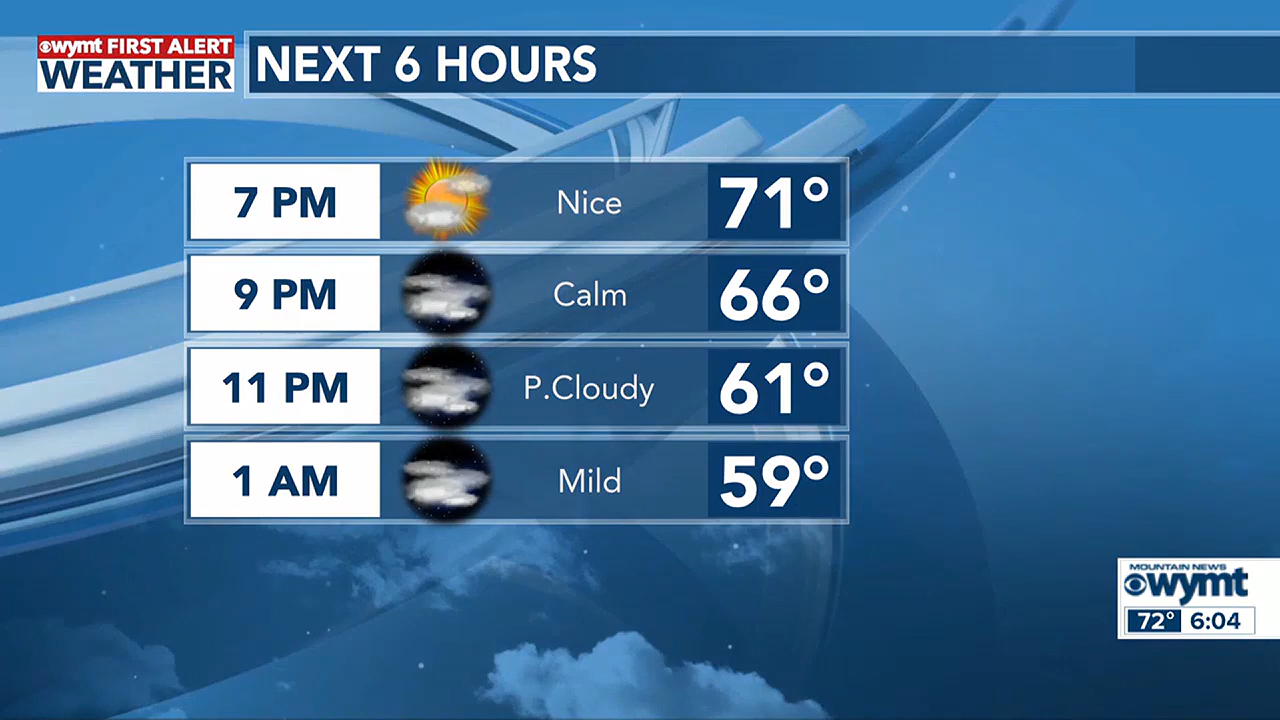 wymt FIRST ALERT
WEATHER
NEXT 6 HOURS
7 PM Nice 71°
9 PM Calm 66°
11 PM P.Cloudy 61°
1 AM Mild 59°
MOUNTAIN NEWS
wymt
72° 6:04